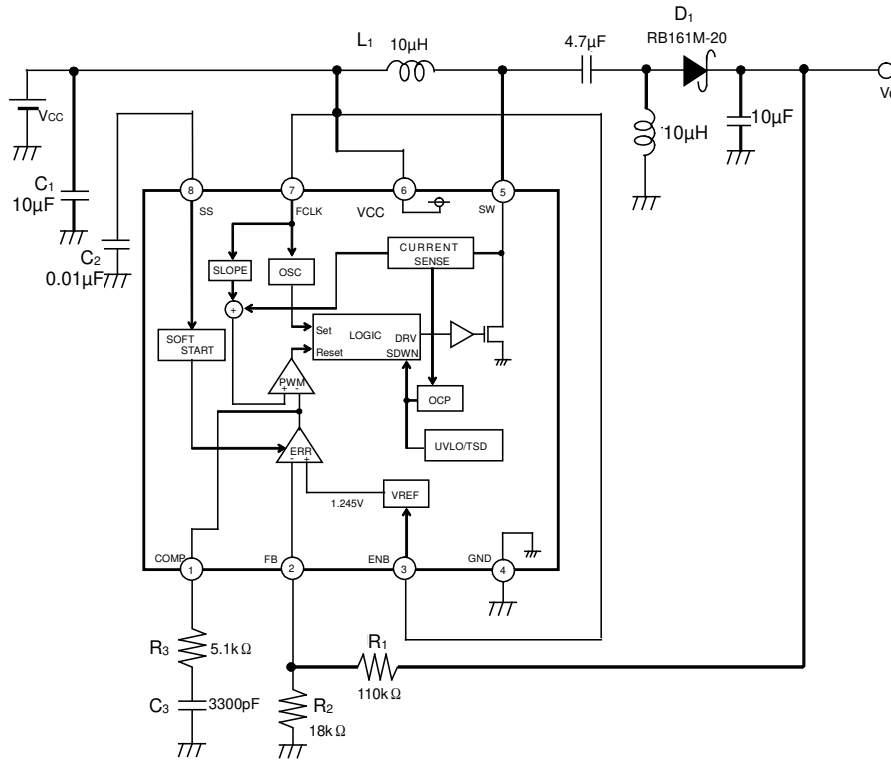 D1
RB161M-20
L1
10µH
4.7µF
Vcc
10µH
10µF
C1
10µF
8
7
6
5
SS
FCLK
VCC
SW
C2
0.01µF
CURRENT
SENSE
SLOPE
OSC
+
Set
LOGIC
DRV
Reset
SDWN
SOFT
START
PWM
+ -
OCP
ERR
- +
UVLO/TSD
VREF
1.245V
COMP
FB
ENB
GND
1
2
3
4
R3
5.1kΩ
R1
110kΩ
C3
3300pF
R2
18kΩ